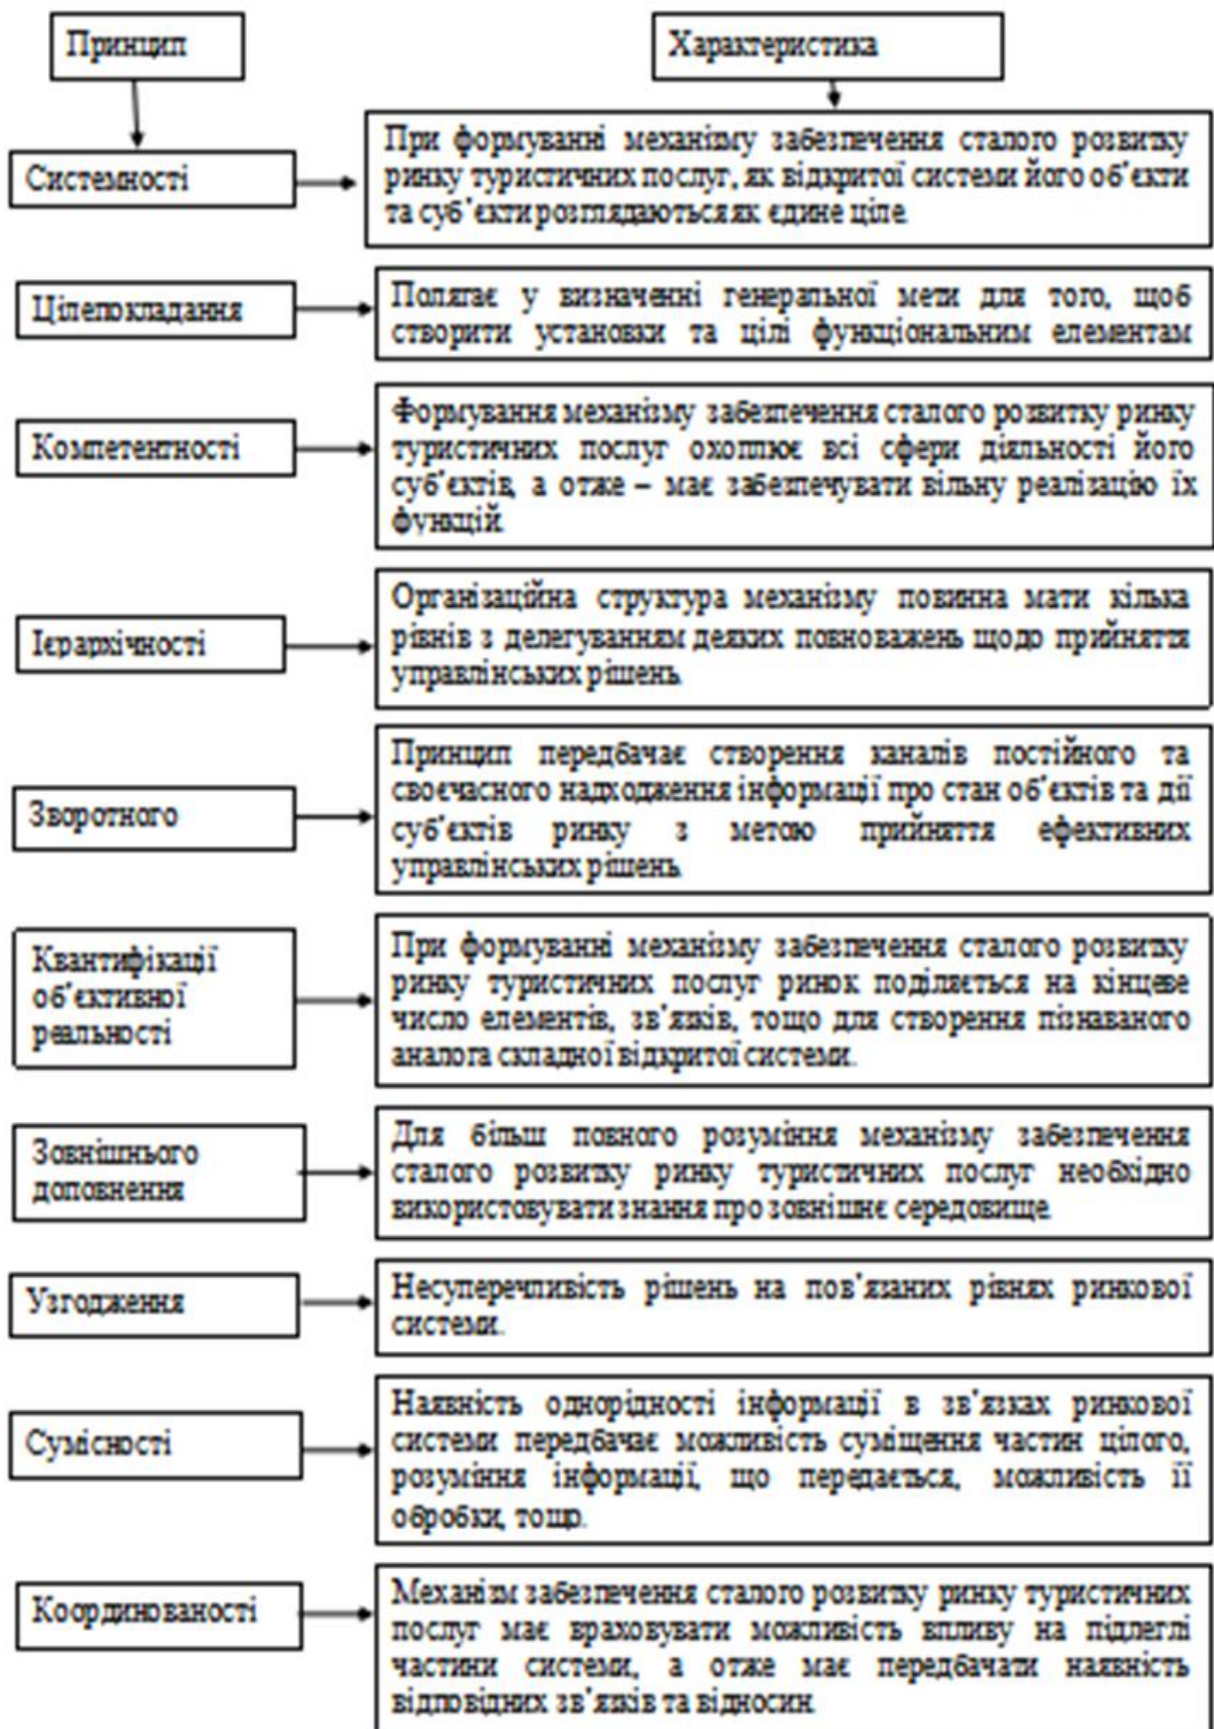 Принцип
Характеристика
Системності
При формуванні механізму забезпечення сталого розвитку
ринку туристичних послуг, як відкритої системи його об'єкти
та суб'єкти розглядаються як єдине ціле
Цілепокладання
Полягає у визначенні генеральної мети для того, щоб
створити установки та цілі функціональним елементам
Компетентності
Формування механізму забезпечення сталого розвитку ринку
туристичних послуг охоплює всі сфери діяльності його
суб'єктів, а отже – має забезпечувати вільну реалізацію їх
функцій
Ієрархічності
Організаційна структура механізму повинна мати кілька
рівнів з делегуванням деяких повноважень щодо прийняття
управлінських рішень
Зворотного
Принцип передбачає створення каналів постійного та
своєчасного надходження інформації про стан об'єктів та дії
суб'єктів ринку з метою прийняття ефективних
управлінських рішень
Квантифікації
об'єктивної
реальності
При формуванні механізму забезпечення сталого розвитку
ринку туристичних послуг ринок поділяється на кінцеве
число елементів, зв'язків, тощо для створення пізнаваного
аналога складної відкритої системи.
Зовнішнього
доповнення
Для більш повного розуміння механізму забезпечення
сталого розвитку ринку туристичних послуг необхідно
використовувати знання про зовнішнє середовище
Узгодження
Несуперечливість рішень на пов'язаних рівнях ринкової
системи.
Сумісності
Наявність однорідності інформації в зв'язках ринкової
системи передбачає можливість суміщення частин цілого,
розуміння інформації, що передається, можливість її
обробки, тощо.
Координованості
Механізм забезпечення сталого розвитку ринку туристичних
послуг має враховувати можливість впливу на підлеглі
частини системи, а отже має передбачати наявність
відповідних зв'язків та відносин